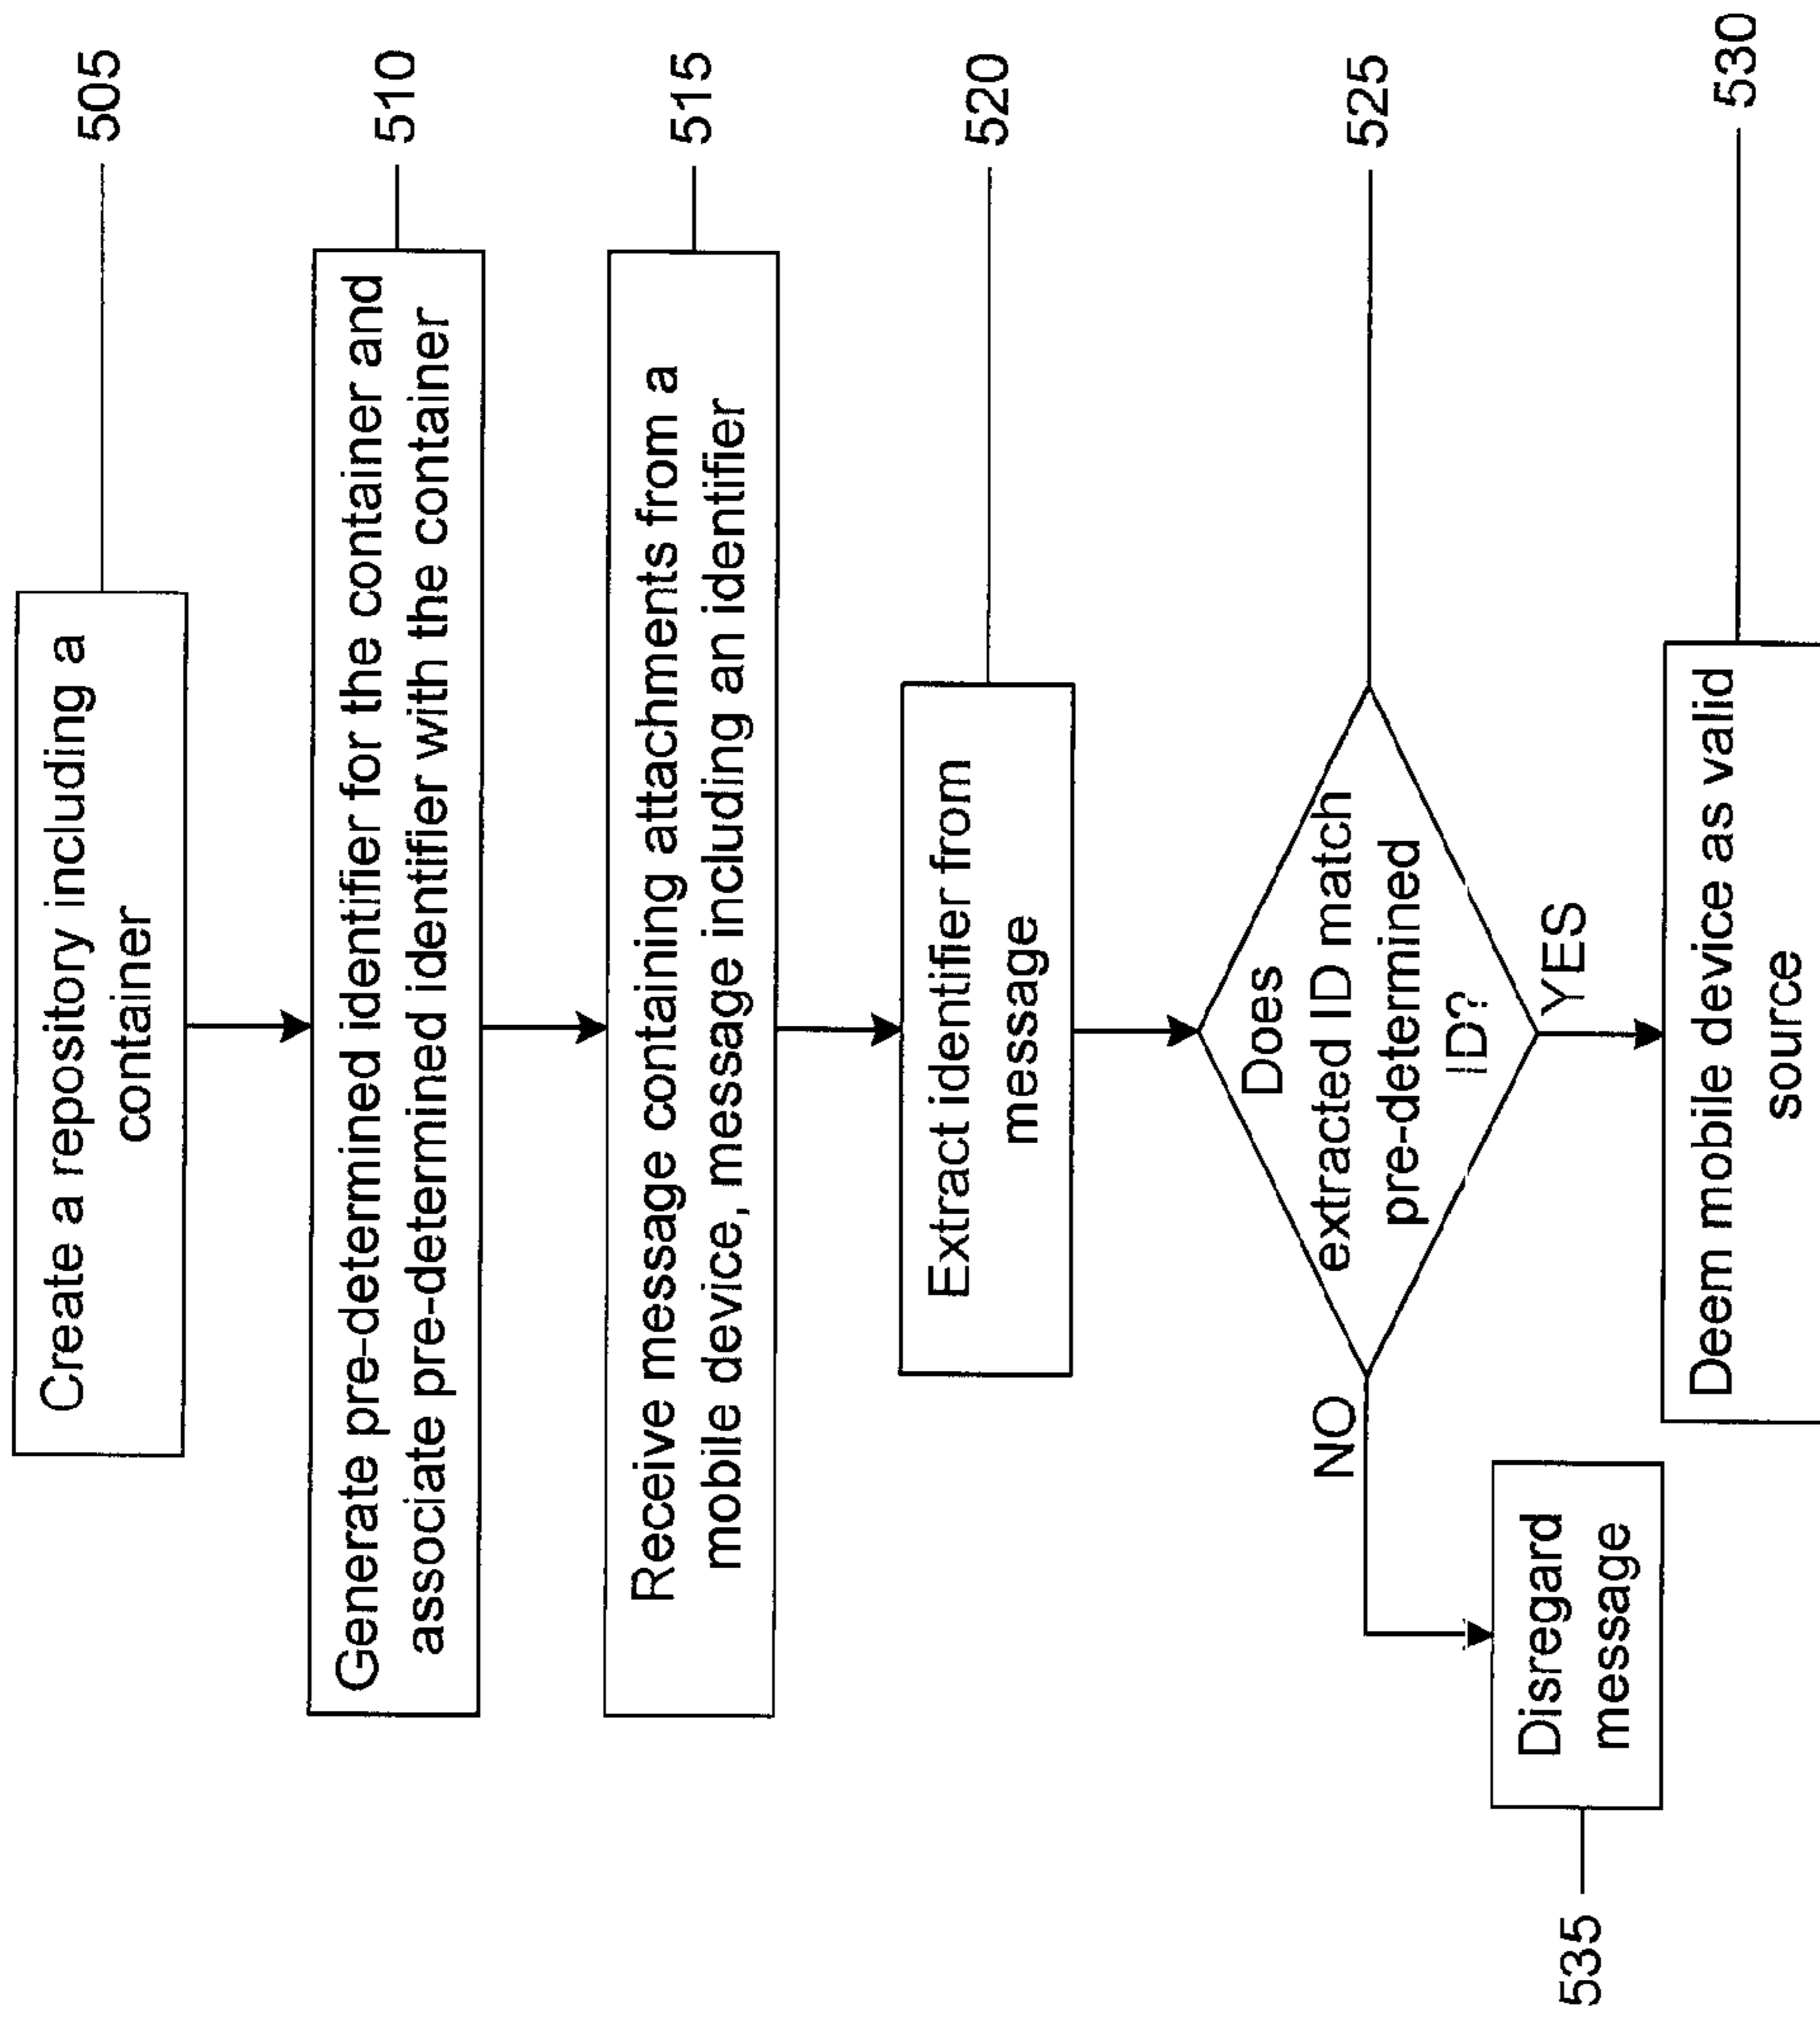 Create a repository including a
container
505
Generate pre-determined identifier for the container and
associate pre-determined identifier with the container
510
Receive message containing attachments from a
mobile device, message including an identifier
515
Extract identifier from
message
520
Does
extracted ID match
pre-determined
ID?
525
NO
YES
Disregard
message
535
Deem mobile device as valid
source
530